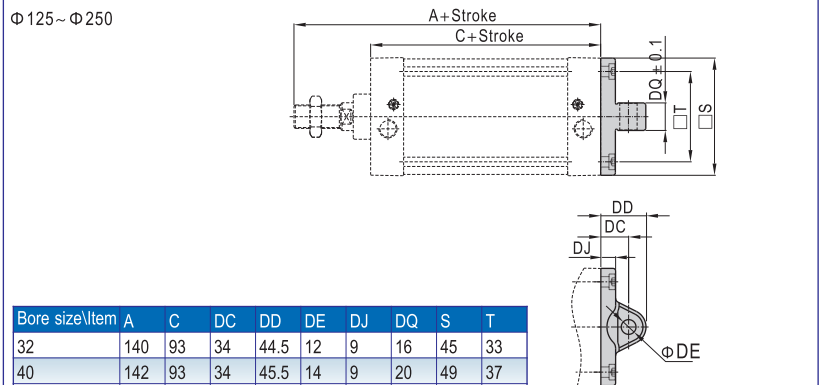 Φ125~Φ250
A+Stroke
C+Stroke
DQ±0.1
□T
□S
DD
DC
DJ
ΦDE
Bore size\Item A C DC DD DE DJ DQ S T
32 140 93 34 44.5 12 9 16 45 33
40 142 93 34 45.5 14 9 20 49 37